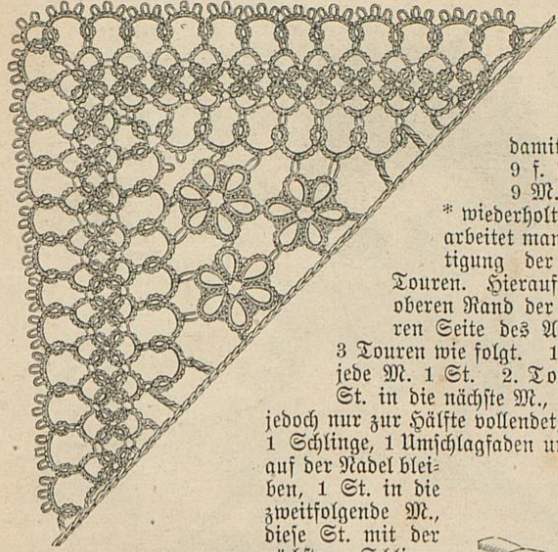 damit
9 f.
9 M.
* wiederholt
arbeitet man
tigung der
Touren. Hierauf
oberen Rand der
ren Seite des A
3 Touren wie folgt. 1
jede M. 1 St. 2. To
St. in die nächste M.,
jedoch nur zur Hälfte vollendet,
1 Schlinge, 1 Umschlagfaden un
auf der Nadel blei⸗
ben, 1 St. in die
zweitfolgende M.,
diese St. mit der